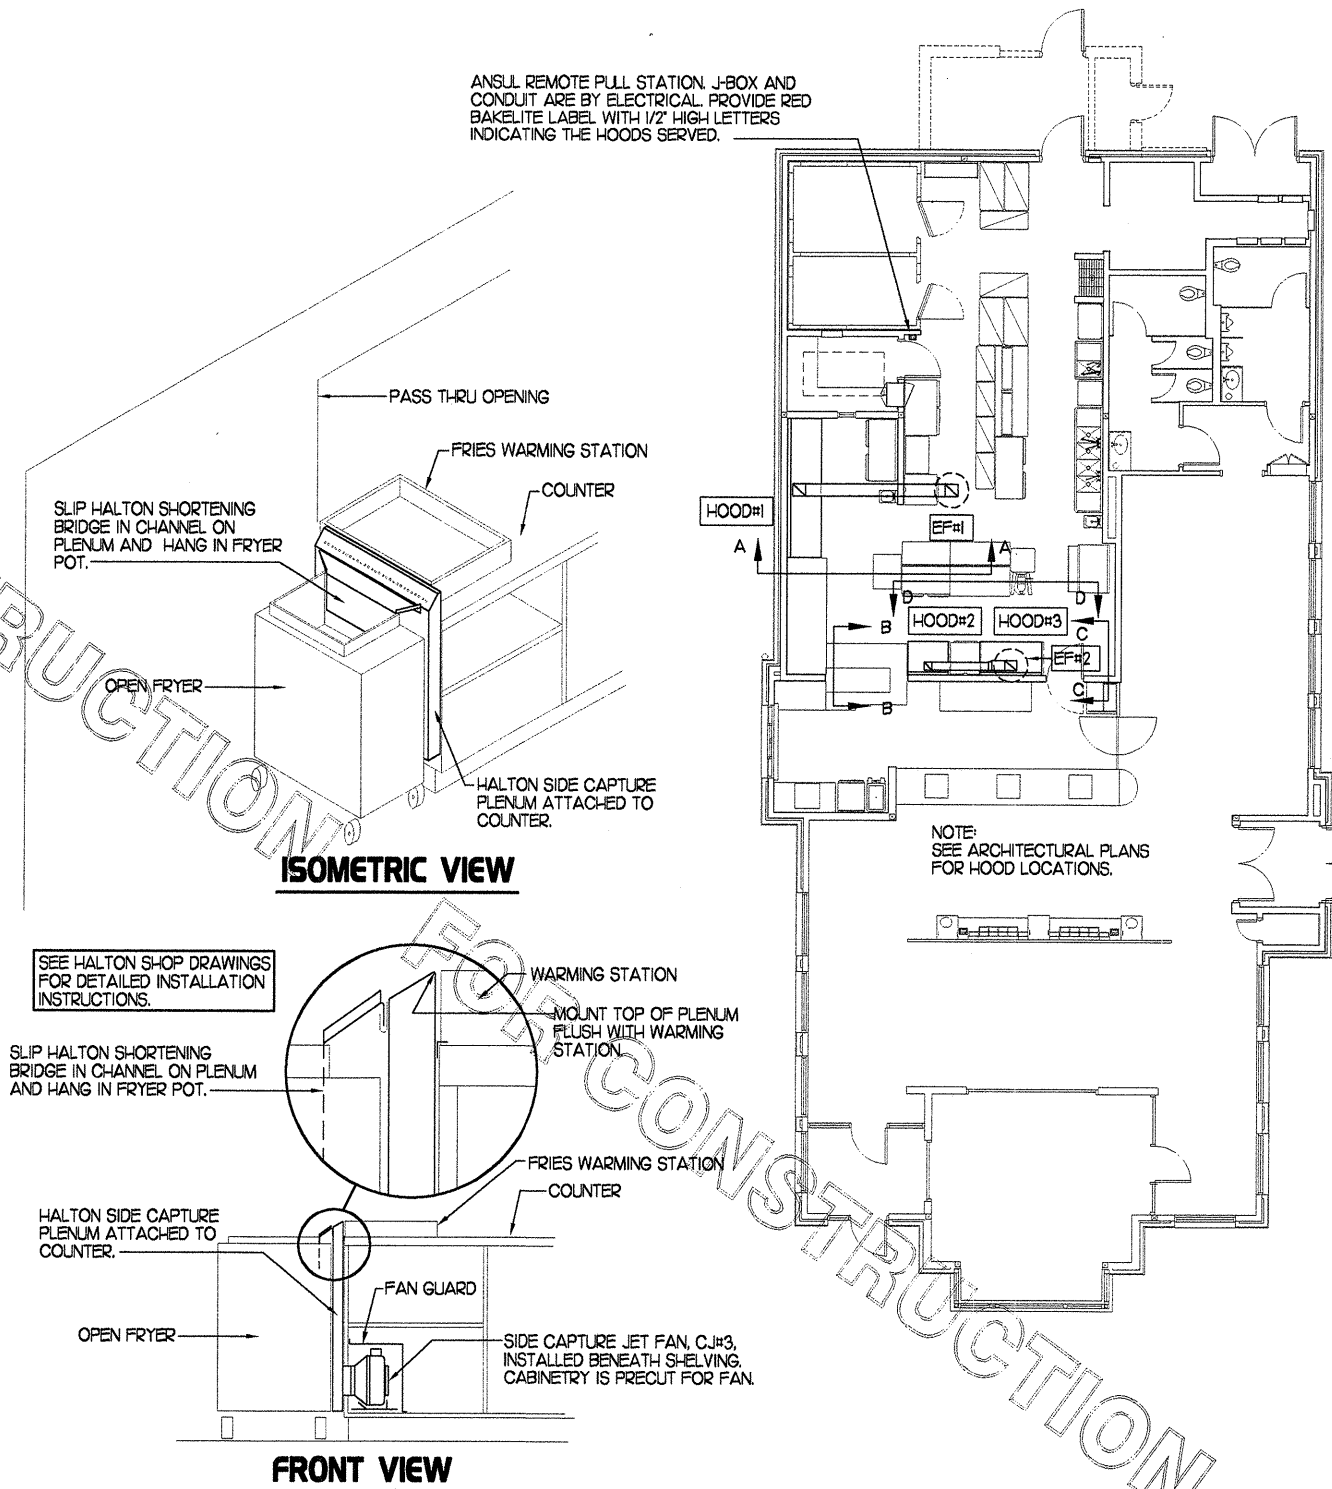 ANSUL REMOTE PULL STATION. J-BOX AND
CONDUIT ARE BY ELECTRICAL. PROVIDE RED
BAKELITE LABEL WITH 1/2" HIGH LETTERS
INDICATING THE HOODS SERVED.
PASS THRU OPENING
FRIES WARMING STATION
COUNTER
SLIP HALTON SHORTENING
BRIDGE IN CHANNEL ON
PLENUM AND HANG IN FRYER
POT.
OPEN FRYER
HALTON SIDE CAPTURE
PLENUM ATTACHED TO
COUNTER.
ISOMETRIC VIEW
SEE HALTON SHOP DRAWINGS
FOR DETAILED INSTALLATION
INSTRUCTIONS.
WARMING STATION
MOUNT TOP OF PLENUM
FLUSH WITH WARMING
STATION.
SLIP HALTON SHORTENING
BRIDGE IN CHANNEL ON PLENUM
AND HANG IN FRYER POT.
FRIES WARMING STATION
COUNTER
HALTON SIDE CAPTURE
PLENUM ATTACHED TO
COUNTER.
FAN GUARD
OPEN FRYER
SIDE CAPTURE JET FAN, CJ#3,
INSTALLED BENEATH SHELVING.
CABINETRY IS PRECUT FOR FAN.
FRONT VIEW
HOOD#1
EF#1
A
A
D
D
B
HOOD#2
HOOD#3
C
EF#2
C
B
NOTE:
SEE ARCHITECTURAL PLANS
FOR HOOD LOCATIONS.
RUCTION
FOR CONSTRUCTION